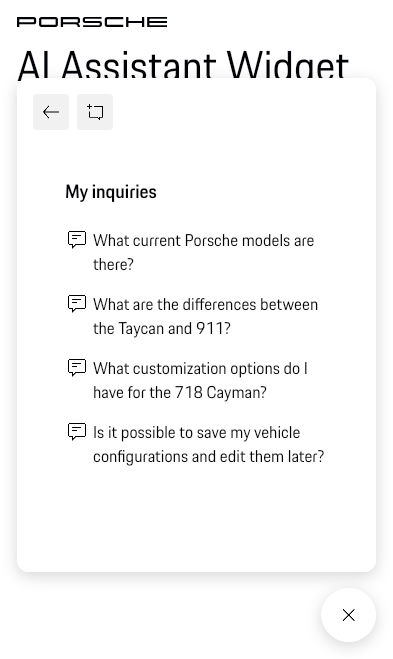 PORSCHE
AI Assistant Widget
My inquiries
What current Porsche models are
there?
What are the differences between
the Taycan and 911?
What customization options do I
have for the 718 Cayman?
Is it possible to save my vehicle
configurations and edit them later?